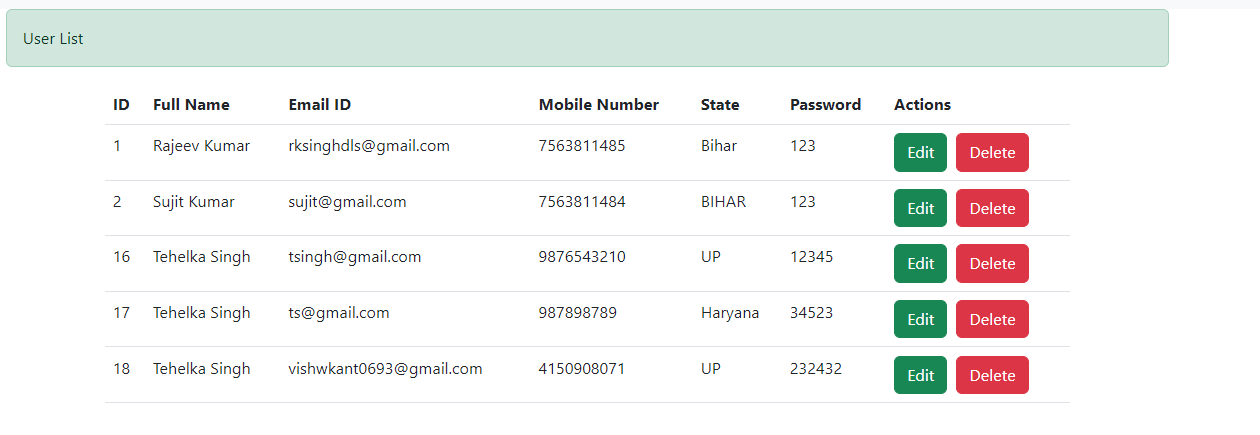 User List
ID Full Name Email ID Mobile Number State Password Actions
1 Rajeev Kumar rksinghdls@gmail.com 7563811485 Bihar 123 Edit Delete
2 Sujit Kumar sujit@gmail.com 7563811484 BIHAR 123 Edit Delete
16 Tehelka Singh tsingh@gmail.com 9876543210 UP 12345 Edit Delete
17 Tehelka Singh ts@gmail.com 987898789 Haryana 34523 Edit Delete
18 Tehelka Singh vishwkant0693@gmail.com 4150908071 UP 232432 Edit Delete